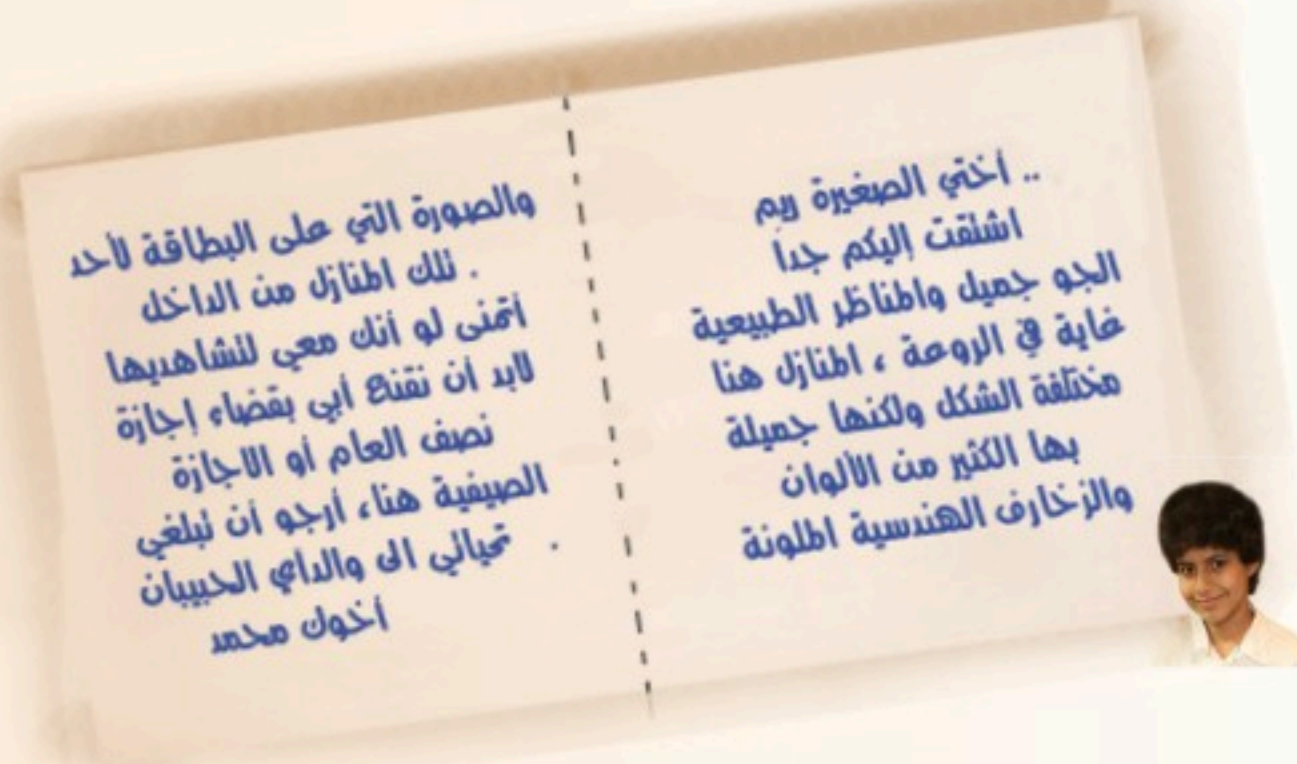 .. أختي الصغيرة ريم
اشتقت إليكم جداً
الجو جميل والمناظر الطبيعية
غاية في الروعة ، المنازل هنا
مختلفة الشكل ولكنها جميلة
بها الكثير من الألوان
والزخارف الهندسية الملونة
والصورة التي على البطاقة لأحد
. تلك المنازل من الداخل
أتمنى لو أنك معي لتشاهديها
لابد أن نقنع أبي بقضاء إجازة
نصف العام أو الاجازة
الصيفية هنا، أرجو أن تبلغي
. تحياتي الى والداي الحبيبان
أخوك محمد